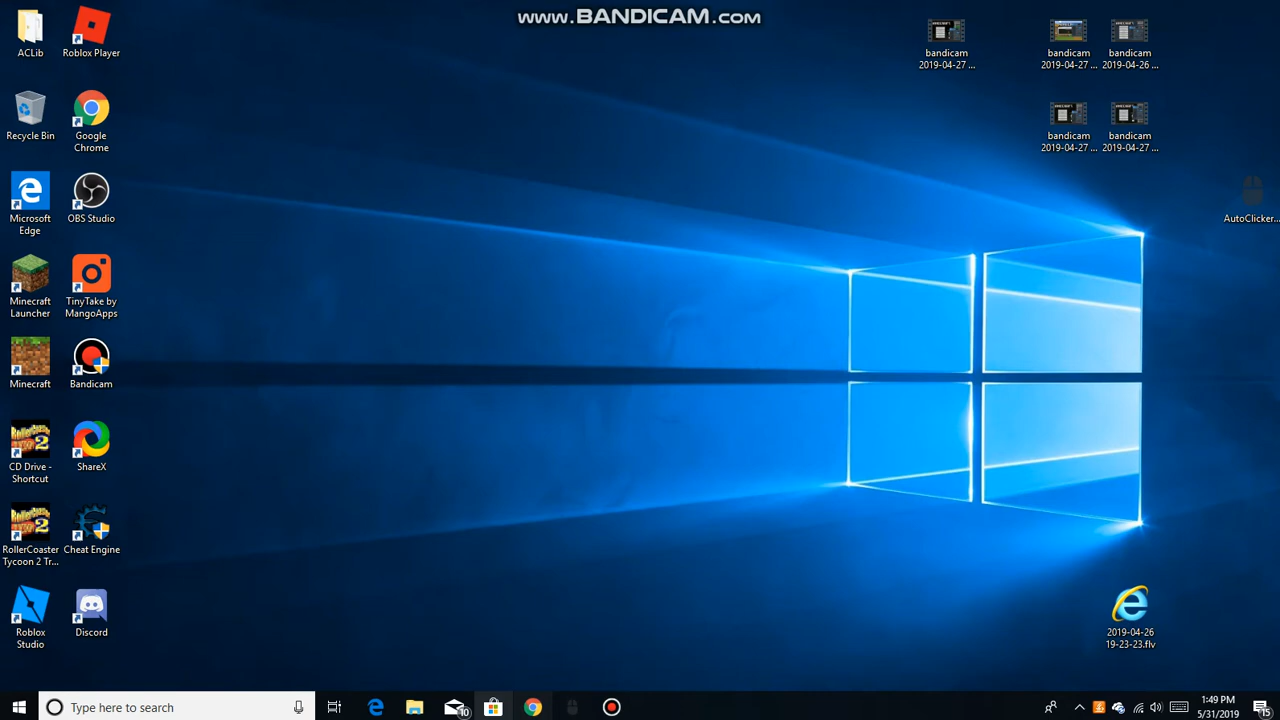 www.BANDICAM.com
ACLib
Roblox Player
Recycle Bin
Google
Chrome
Microsoft
Edge
OBS Studio
Minecraft
Launcher
TinyTake by
MangoApps
Minecraft
Bandicam
CD Drive -
Shortcut
ShareX
RollerCoaster
Tycoon 2 Tr...
Cheat Engine
Roblox
Studio
Discord
bandicam
2019-04-27 ...
bandicam
2019-04-27 ...
bandicam
2019-04-26 ...
bandicam
2019-04-27 ...
bandicam
2019-04-27 ...
AutoClicker...
2019-04-26
19-23-23.flv
Type here to search
10
1:49 PM
5/31/2019
15